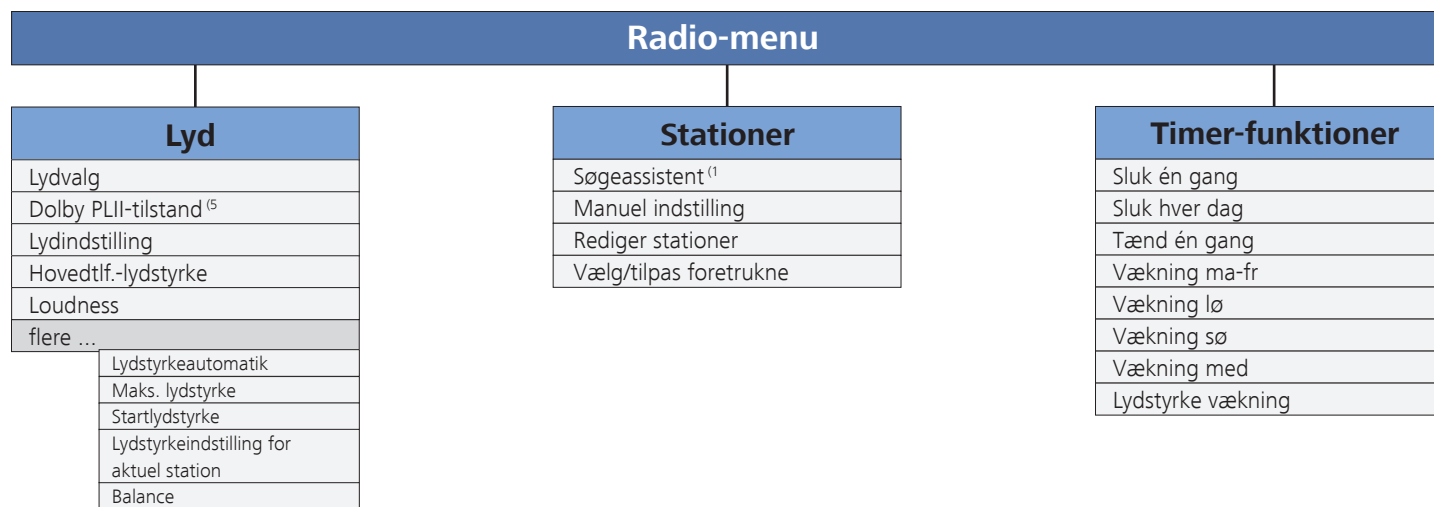 Radio-menu
Lyd
Lydvalg
Dolby PLII-tilstand (5
Lydindstilling
Hovedtlf.-lydstyrke
Loudness
flere ...
Lydstyrkeautomatik
Maks. lydstyrke
Startlydstyrke
Lydstyrkeindstilling for
aktuel station
Balance
Stationer
Søgeassistent (1
Manuel indstilling
Rediger stationer
Vælg/tilpas foretrukne
Timer-funktioner
Sluk én gang
Sluk hver dag
Tænd én gang
Vækning ma-fr
Vækning lø
Vækning sø
Vækning med
Lydstyrke vækning